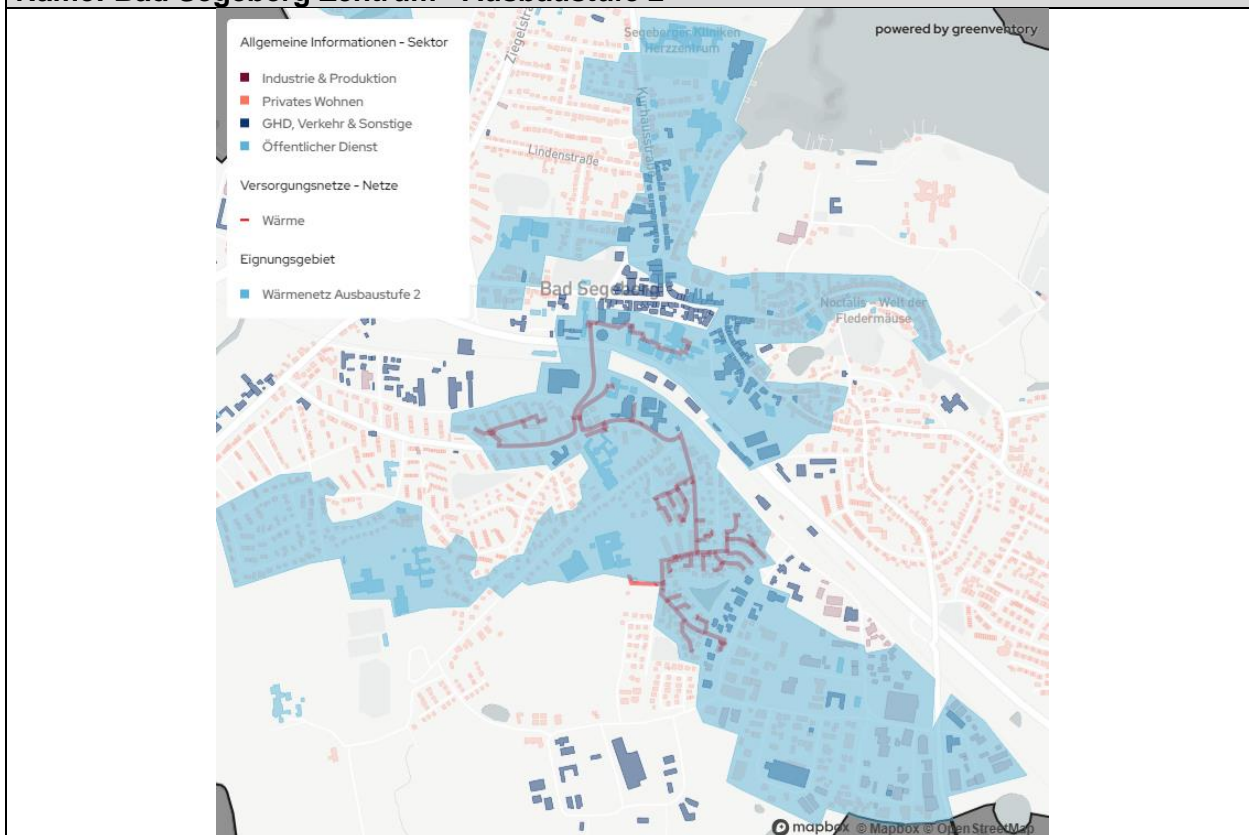 Name: Bad Segeberg Zentrum - Ausbaustufe 2
Allgemeine Informationen - Sektor
Industrie & Produktion
Privates Wohnen
GHD, Verkehr & Sonstige
Öffentlicher Dienst
Versorgungsnetze - Netze
Wärme
Eignungsgebiet
Wärmenetz Ausbaustufe 2
powered by greenventory
Segeberger Kliniken
Herzzentrum
Kurhausstraße
Lindenstraße
Bad Segeberg
Noctalis – Welt der
Fledermäuse
mapbox © Mapbox © OpenStreetMap